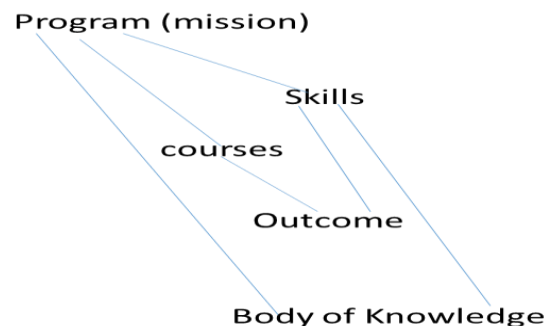 Program (mission)
Skills
courses
Outcome
Body of Knowledge